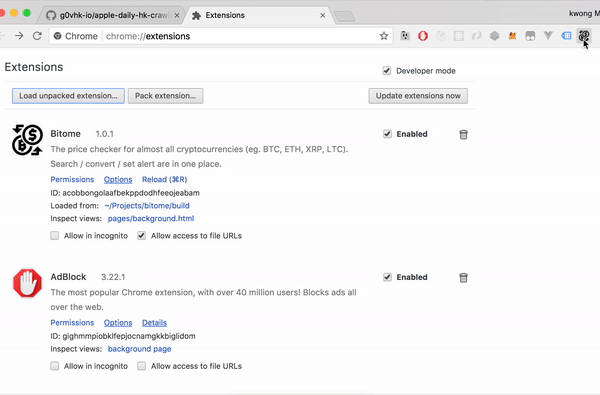 g0vhk-io/apple-daily-hk-craw
Extensions
kwong M
Chrome
chrome://extensions
Extensions
Developer mode
Load unpacked extension...
Pack extension...
Update extensions now
Bitome 1.0.1
Enabled
The price checker for almost all cryptocurrencies (eg. BTC, ETH, XRP, LTC).
Search / convert / set alert are in one place.
Permissions Options Reload (⌘R)
ID: acobbongolaafbekppdodhfeeojeabam
Loaded from: ~/Projects/bitome/build
Inspect views: pages/background.html
Allow in incognito
Allow access to file URLs
AdBlock 3.22.1
Enabled
The most popular Chrome extension, with over 40 million users! Blocks ads all
over the web.
Permissions Options Details
ID: gighmmpiobklfepjocnamgkkbiglidom
Inspect views: background page
Allow in incognito
Allow access to file URLs